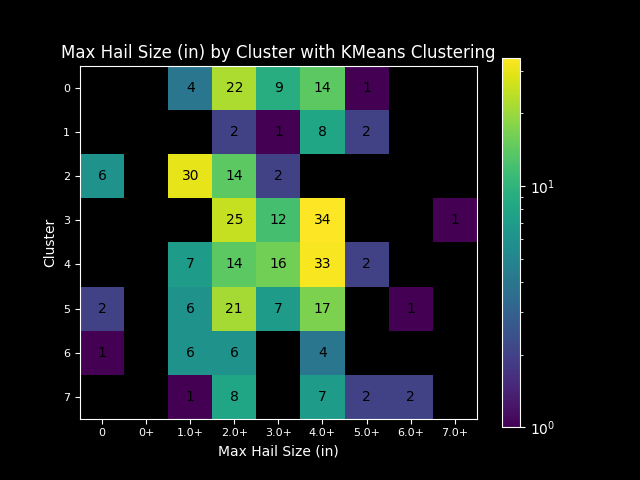 Max Hail Size (in) by Cluster with KMeans Clustering
0 4 22 9 14 1
1 2 1 8 2
2 6 30 14 2
3 25 12 34 1
4 7 14 16 33 2
5 2 6 21 7 17 1
6 1 6 6 4
7 1 8 7 2 2
0 0+ 1.0+ 2.0+ 3.0+ 4.0+ 5.0+ 6.0+ 7.0+
Max Hail Size (in)
Cluster
10¹
10⁰